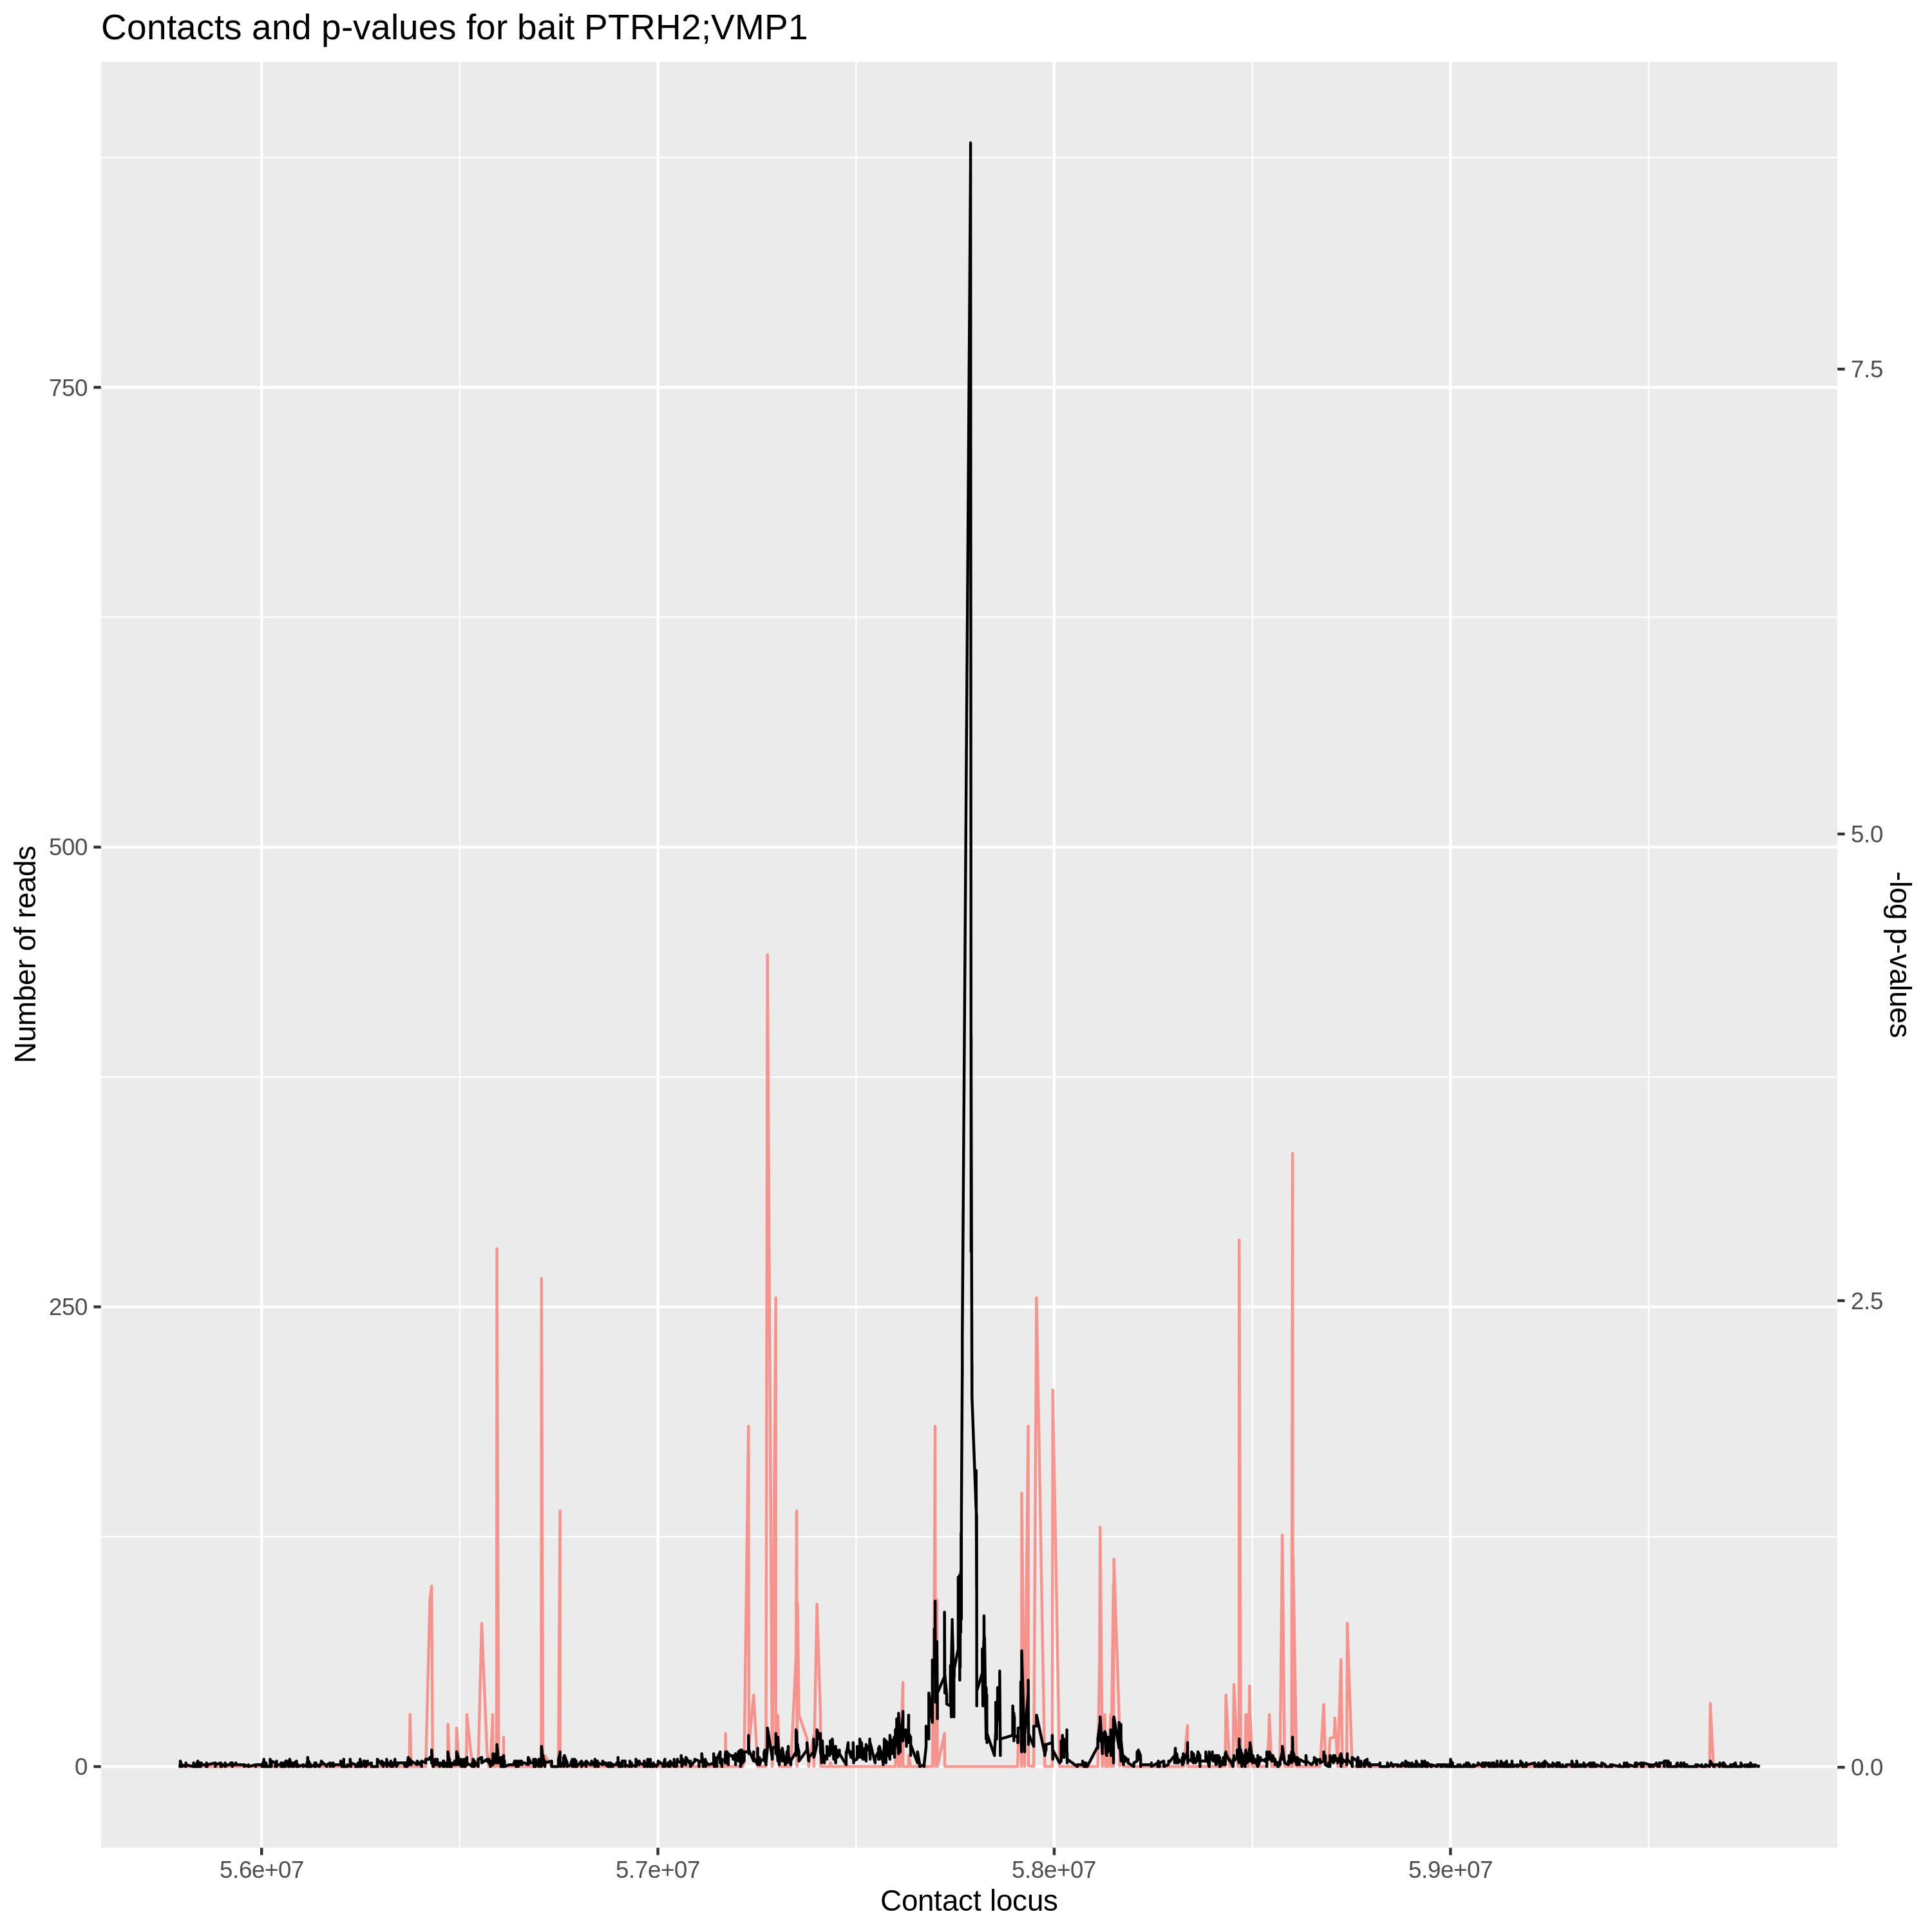 Contacts and p-values for bait PTRH2;VMP1
750
500
250
0
Number of reads
7.5
5.0
2.5
0.0
-log p-values
5.6e+07 5.7e+07 5.8e+07 5.9e+07
Contact locus